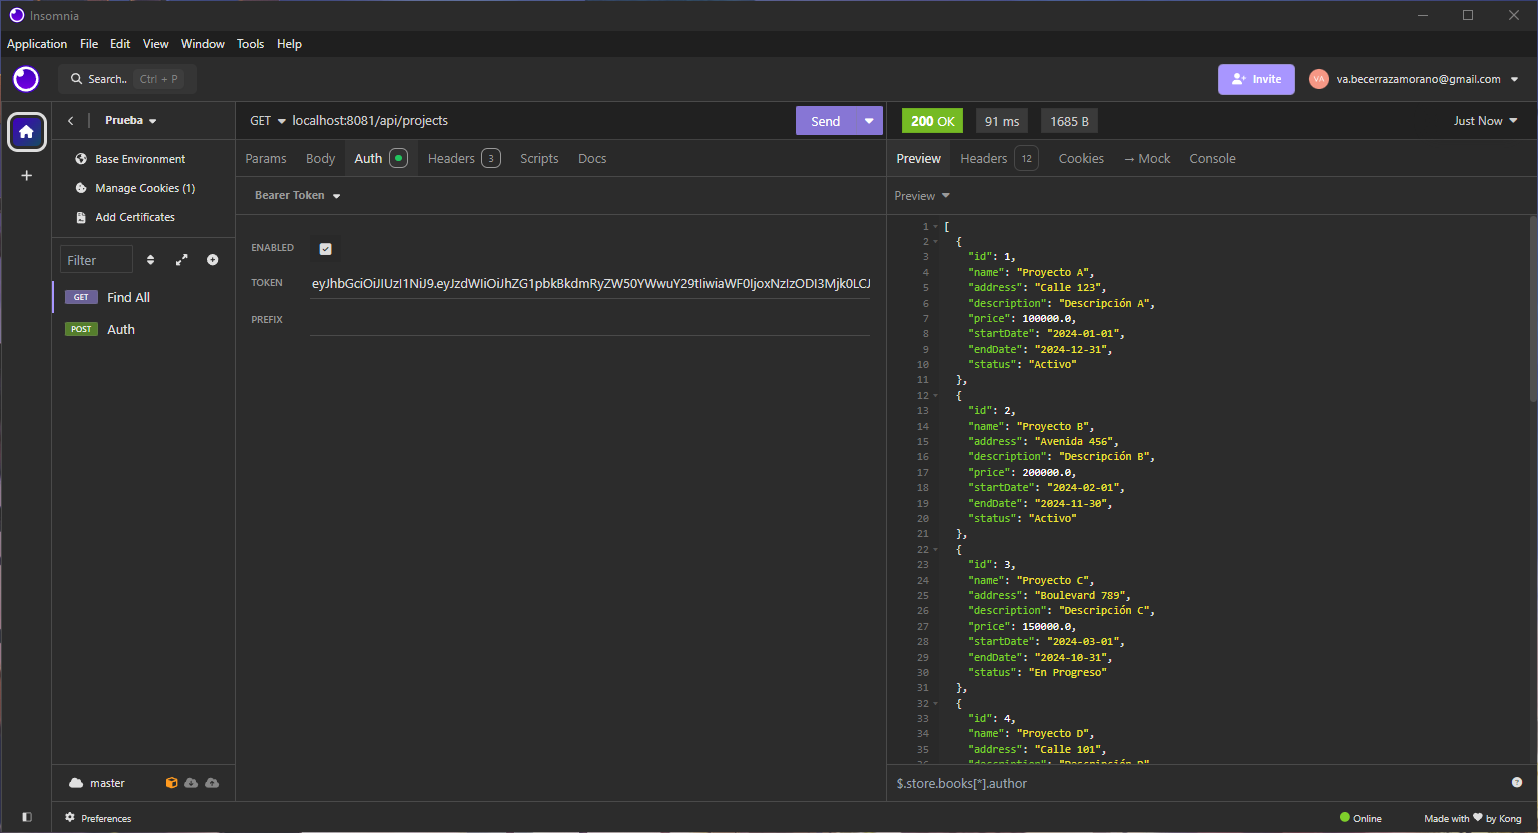 Insomnia
Application File Edit View Window Tools Help
Search.. Ctrl + P
Invite
VA va.becerrazamorano@gmail.com
Prueba
GET localhost:8081/api/projects
Send
200 OK 91 ms 1685 B
Just Now
Base Environment
Manage Cookies (1)
Add Certificates
Filter
GET Find All
POST Auth
Params Body Auth Headers 3 Scripts Docs
Bearer Token
ENABLED
TOKEN
PREFIX
Preview Headers 12 Cookies → Mock Console
Preview
1 [
2 {
3 "id": 1,
4 "name": "Proyecto A",
5 "address": "Calle 123",
6 "description": "Descripción A",
7 "price": 100000.0,
8 "startDate": "2024-01-01",
9 "endDate": "2024-12-31",
10 "status": "Activo"
11 },
12 {
13 "id": 2,
14 "name": "Proyecto B",
15 "address": "Avenida 456",
16 "description": "Descripción B",
17 "price": 200000.0,
18 "startDate": "2024-02-01",
19 "endDate": "2024-11-30",
20 "status": "Activo"
21 },
22 {
23 "id": 3,
24 "name": "Proyecto C",
25 "address": "Boulevard 789",
26 "description": "Descripción C",
27 "price": 150000.0,
28 "startDate": "2024-03-01",
29 "endDate": "2024-10-31",
30 "status": "En Progreso"
31 },
32 {
33 "id": 4,
34 "name": "Proyecto D",
35 "address": "Calle 101",
36 "description": "Descripción D",
$.store.books[*].author
master
Preferences
Online
Made with ❤ by Kong